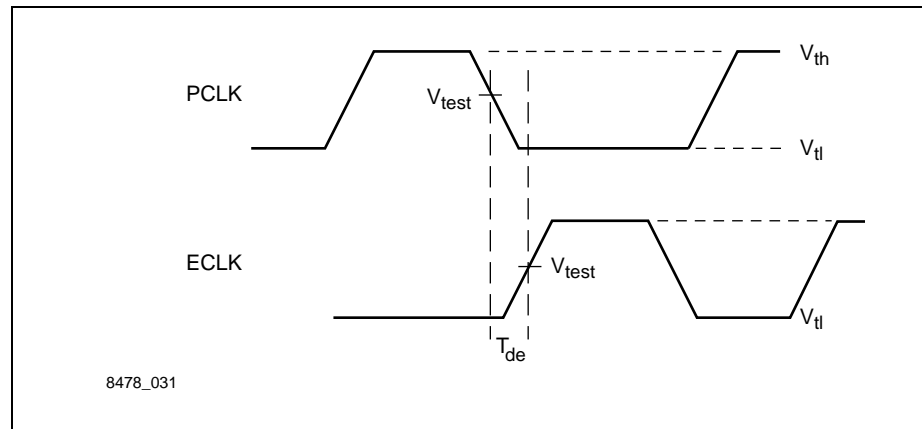 V_th
PCLK
V_test
V_tl
ECLK
V_test
V_tl
T_de
8478_031